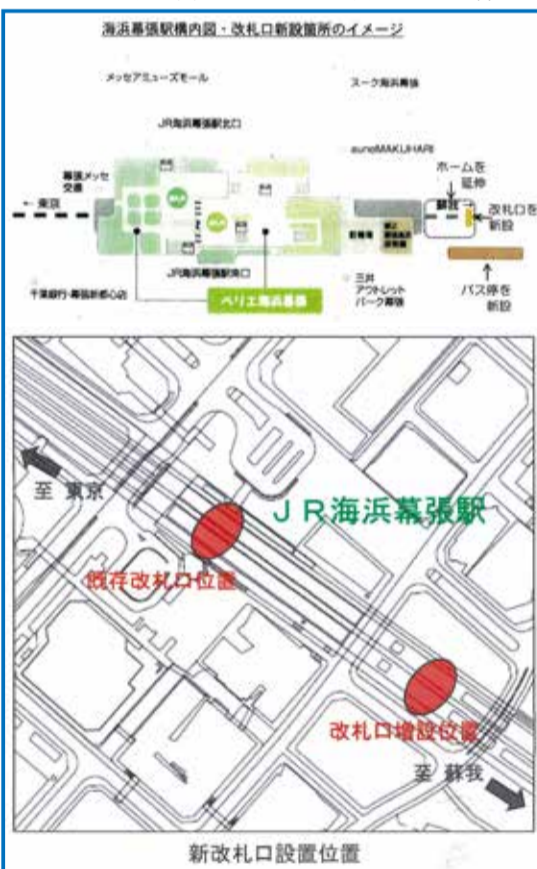 海浜幕張駅構内図・改札口新設箇所のイメージ
メッセアミューズモール
スーク海浜幕張
JR海浜幕張駅北口
ホームを
延伸
幕張メッセ
交番
← 東京
蘇我 →
改札口を
新設
JR海浜幕張駅南口
三井
アウトレット
パーク幕張
千葉銀行・幕張新都心店
ペリエ海浜幕張
バス停を
新設
至 東京
JR海浜幕張駅
既存改札口位置
改札口増設位置
至 蘇我
新改札口設置位置